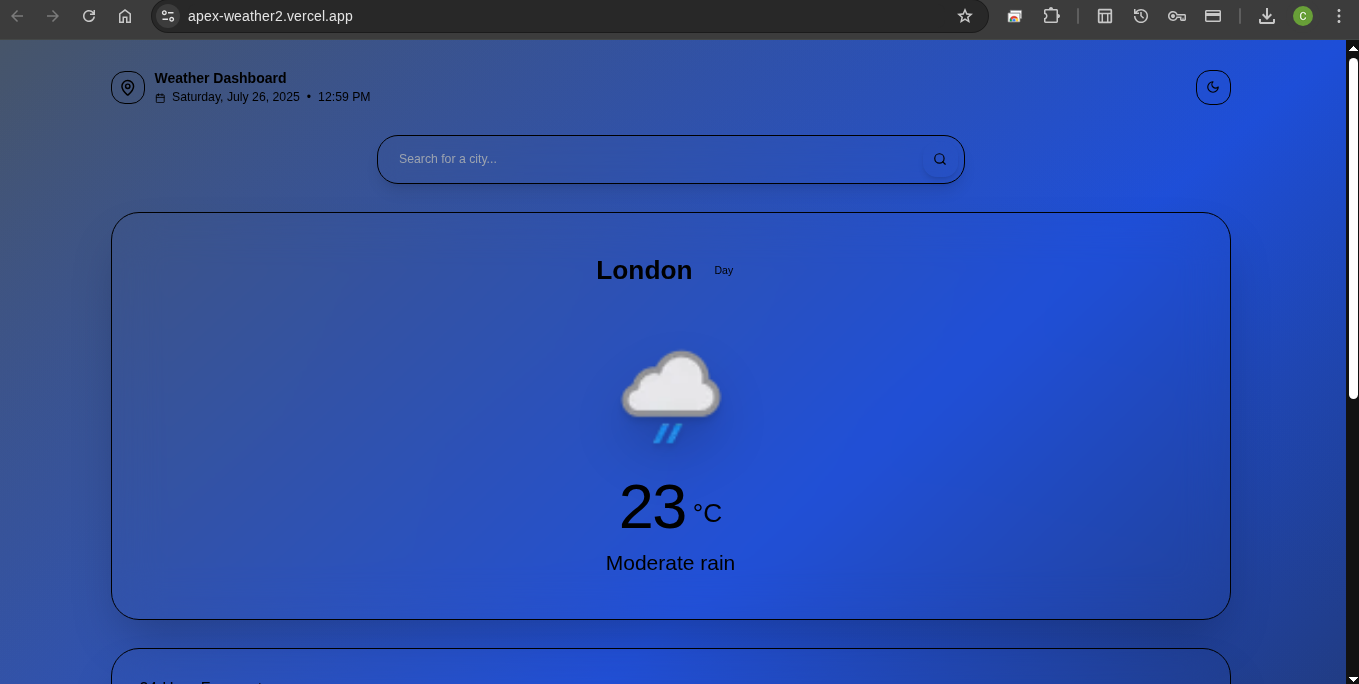 apex-weather2.vercel.app
C
Weather Dashboard
Saturday, July 26, 2025 • 12:59 PM
Search for a city...
London Day
23 °C
Moderate rain